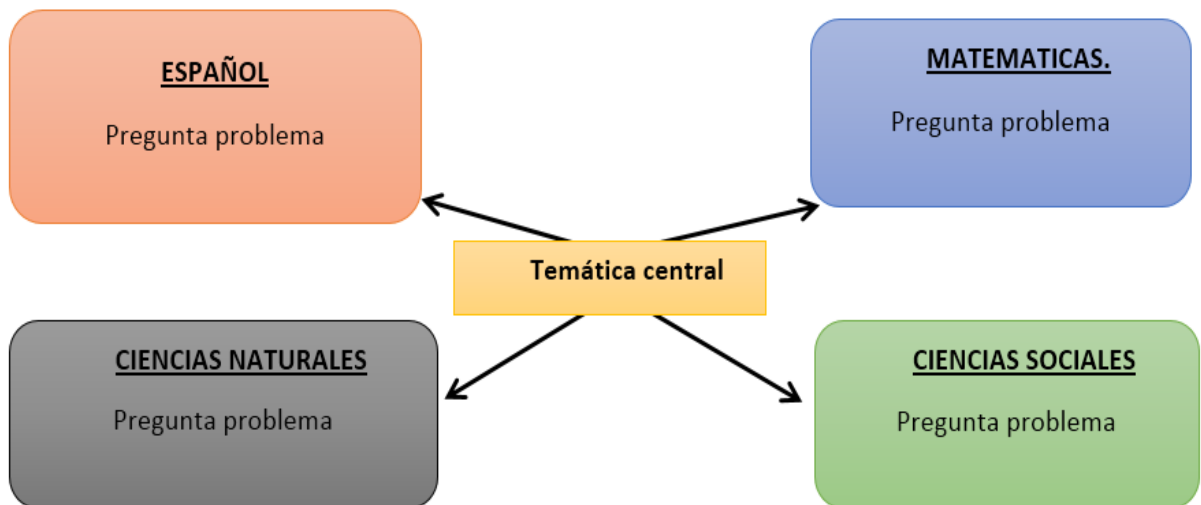 ESPAÑOL
Pregunta problema
MATEMATICAS.
Pregunta problema
Temática central
CIENCIAS NATURALES
Pregunta problema
CIENCIAS SOCIALES
Pregunta problema